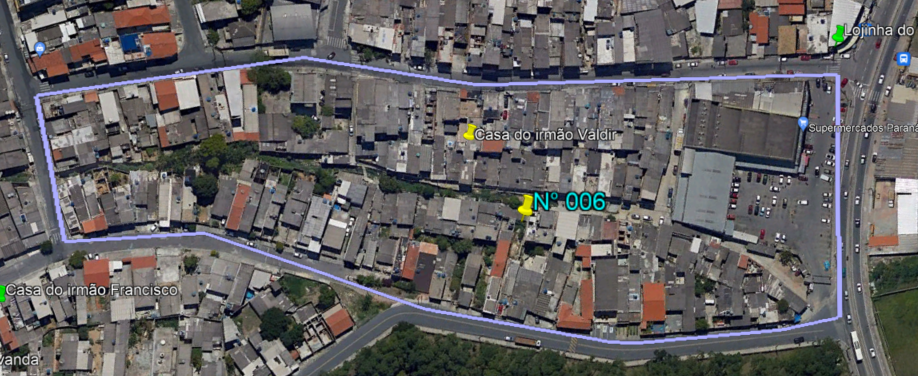 Lojinha do
Supermercados Paraná
Casa do irmão Valdir
N° 006
Casa do irmão Francisco
vanda